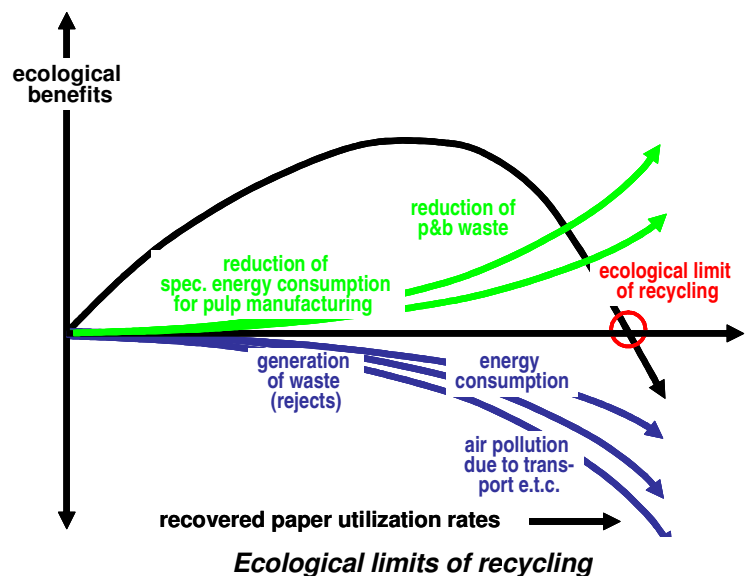 ecological
benefits
reduction of
p&b waste
reduction of
spec. energy consumption
for pulp manufacturing
ecological limit
of recycling
generation
of waste
(rejects)
energy
consumption
air pollution
due to trans-
port e.t.c.
recovered paper utilization rates
Ecological limits of recycling